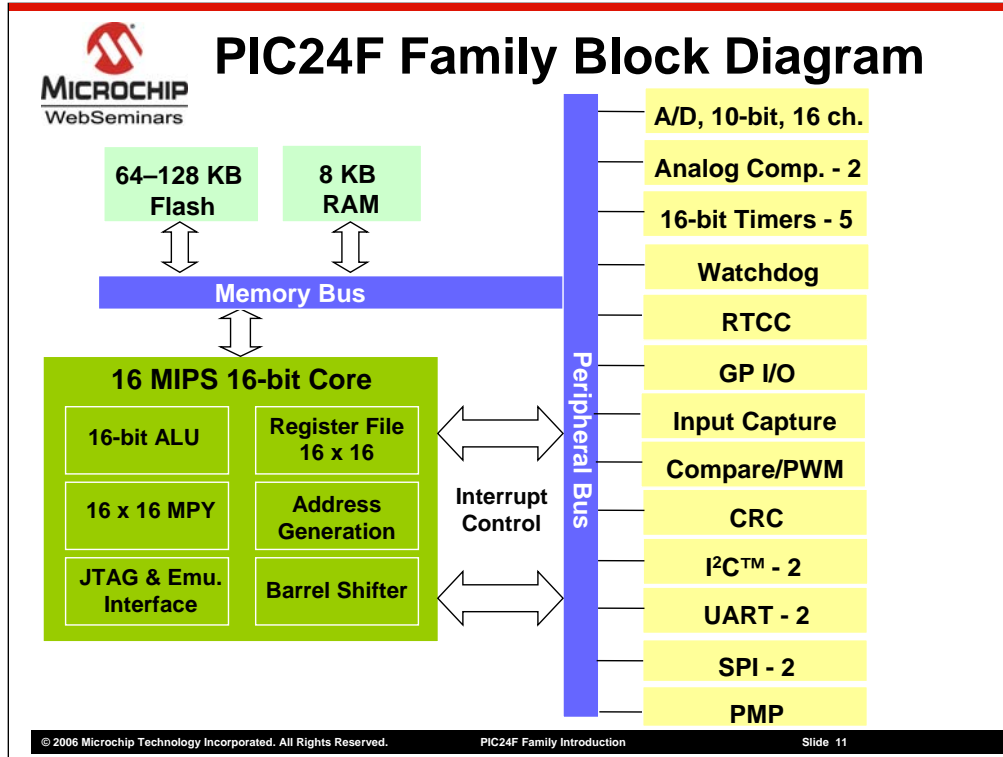 PIC24F Family Block Diagram
MICROCHIP
WebSeminars
64–128 KB
Flash
8 KB
RAM
Memory Bus
16 MIPS 16-bit Core
16-bit ALU
Register File
16 x 16
16 x 16 MPY
Address
Generation
JTAG & Emu.
Interface
Barrel Shifter
Interrupt
Control
Peripheral Bus
A/D, 10-bit, 16 ch.
Analog Comp. - 2
16-bit Timers - 5
Watchdog
RTCC
GP I/O
Input Capture
Compare/PWM
CRC
I²C™ - 2
UART - 2
SPI - 2
PMP
© 2006 Microchip Technology Incorporated. All Rights Reserved. PIC24F Family Introduction Slide 11